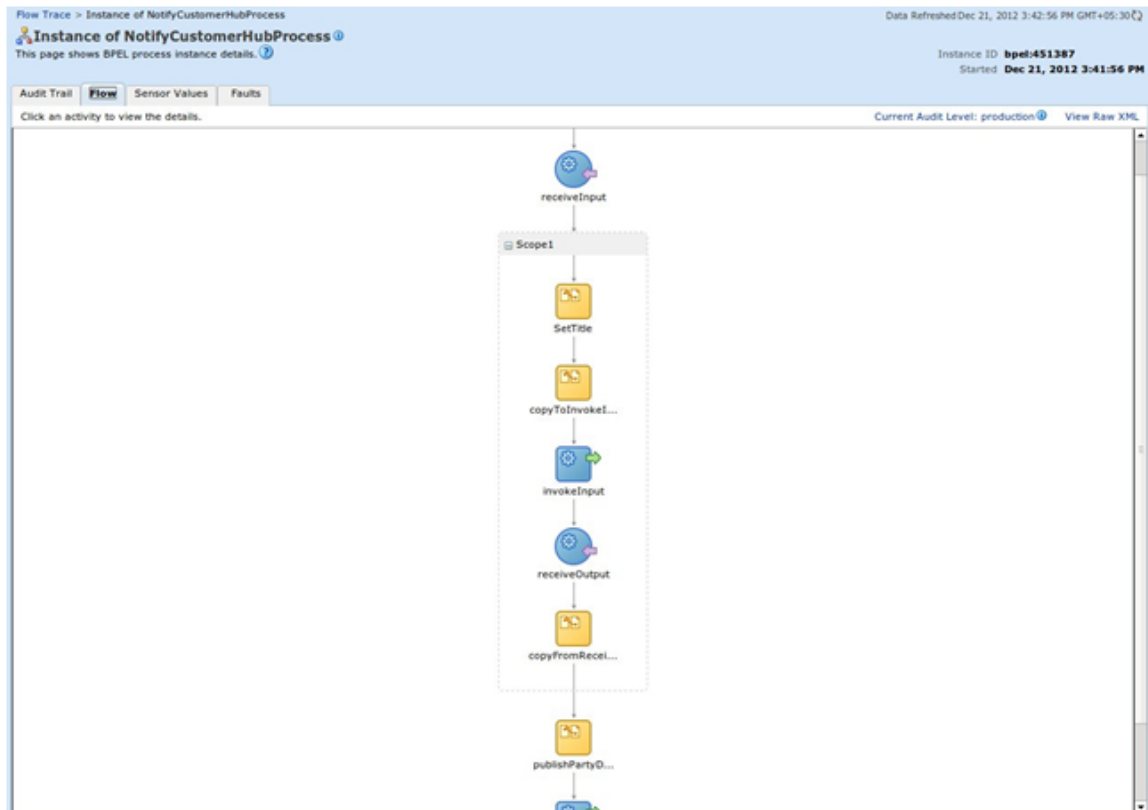 Flow Trace > Instance of NotifyCustomerHubProcess
Data Refreshed Dec 21, 2012 3:42:56 PM GMT+05:30
Instance of NotifyCustomerHubProcess
This page shows BPEL process instance details.
Instance ID bpel:451387
Started Dec 21, 2012 3:41:56 PM
Audit Trail Flow Sensor Values Faults
Click an activity to view the details.
Current Audit Level: production View Raw XML
receiveInput
Scope1
SetTitle
copyToInvokeI...
invokeInput
receiveOutput
copyFromRecei...
publishPartyD...